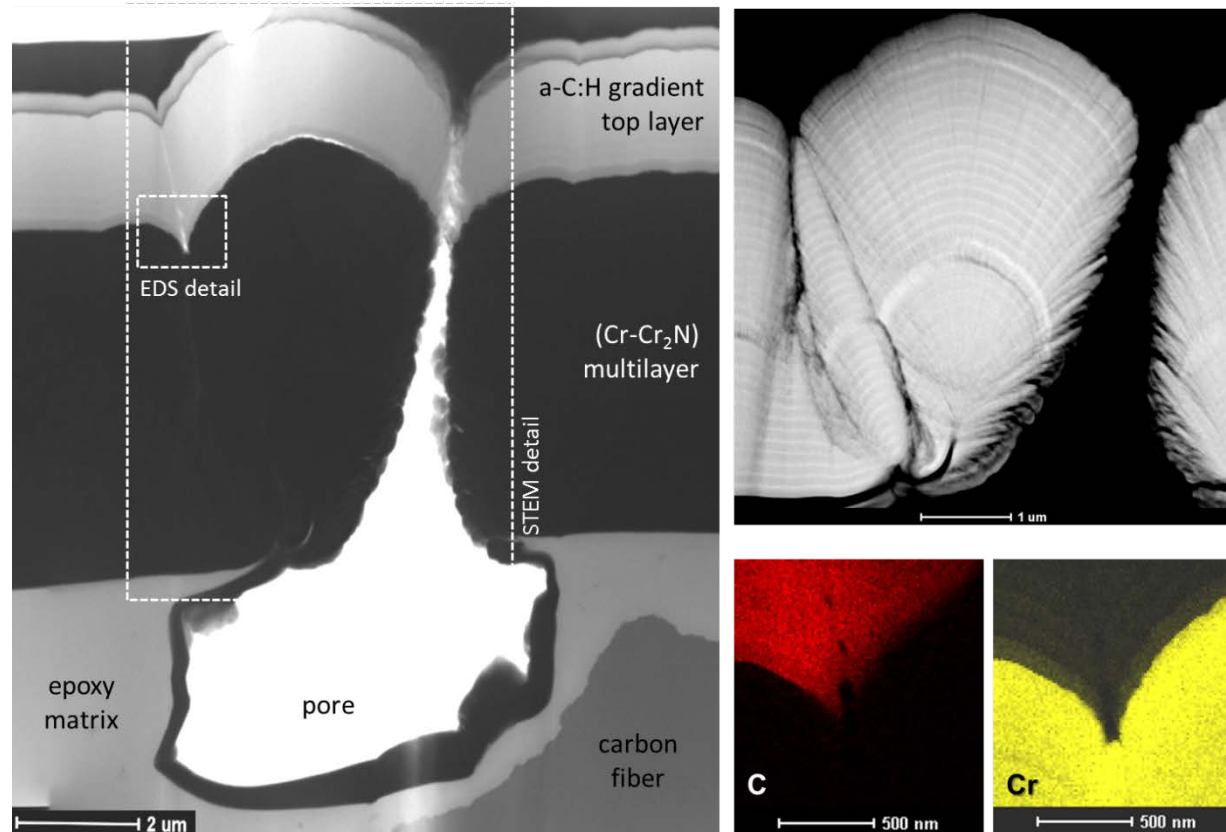 a-C:H gradient
top layer
EDS detail
(Cr-Cr₂N)
multilayer
STEM detail
epoxy
matrix
pore
carbon
fiber
2 um
1 um
C
500 nm
Cr
500 nm